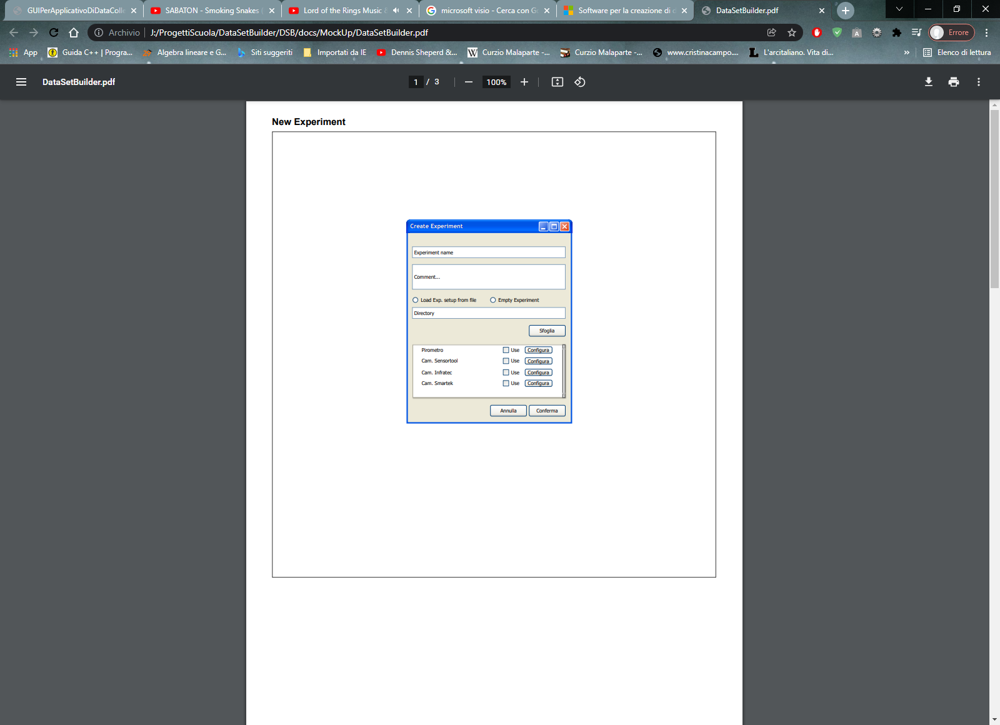 GUIPerApplicativoDiDataColle
SABATON - Smoking Snakes
Lord of the Rings Music &
microsoft visio - Cerca con Go
Software per la creazione di d
DataSetBuilder.pdf
Archivio
J:/ProgettiScuola/DataSetBuilder/DSB/docs/MockUp/DataSetBuilder.pdf
Errore
App
Guida C++ | Progra...
Algebra lineare e G...
Siti suggeriti
Importati da IE
Dennis Sheperd &...
Curzio Malaparte -...
Curzio Malaparte -...
www.cristinacampo....
L'arcitaliano. Vita di...
»
Elenco di lettura
DataSetBuilder.pdf
1 / 3
100%
New Experiment
Create Experiment
Experiment name
Comment...
Load Exp. setup from file
Empty Experiment
Directory
Sfoglia
Pirometro Use Configura
Cam. Sensortool Use Configura
Cam. Infratec Use Configura
Cam. Smartek Use Configura
Annulla Conferma